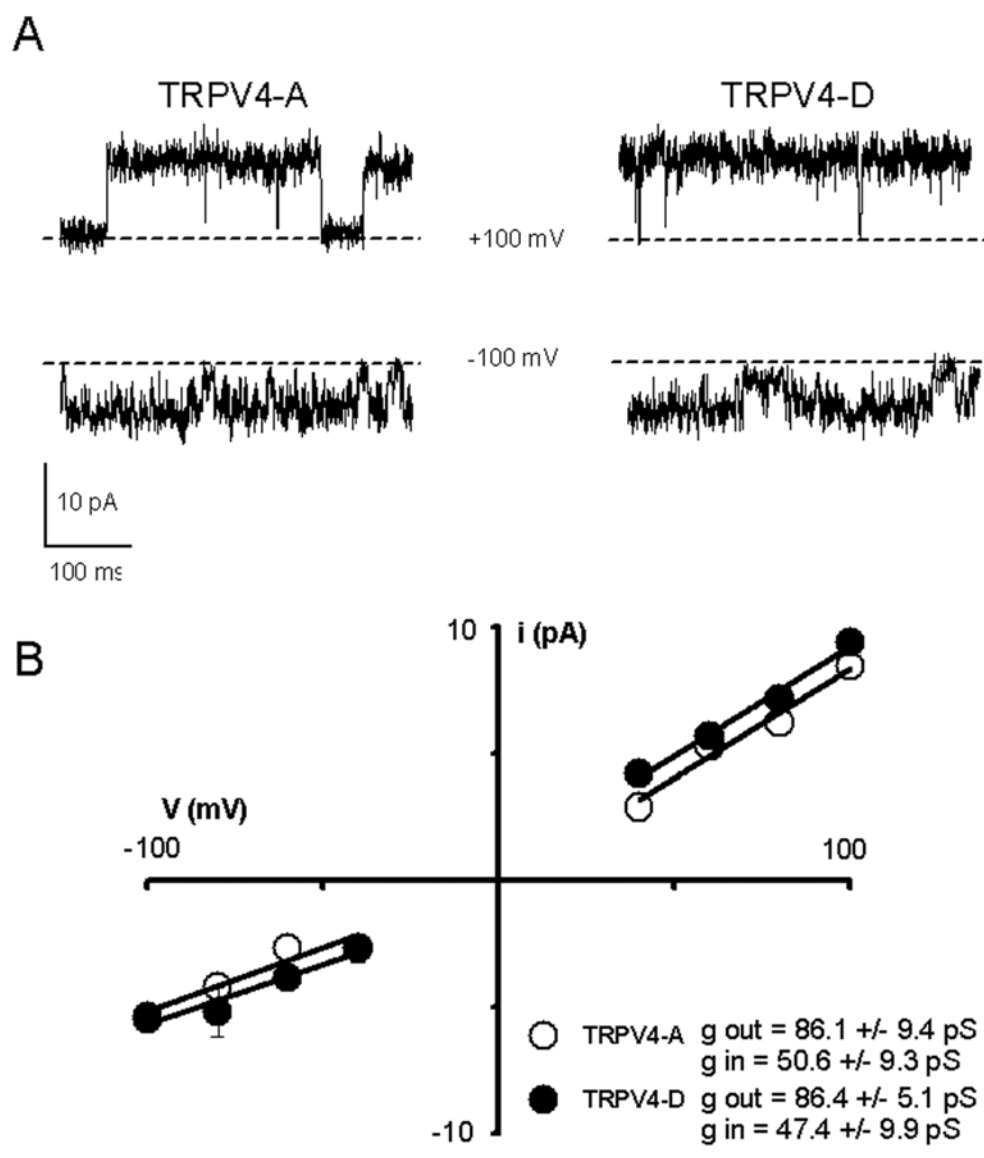 A
TRPV4-A
TRPV4-D
+100 mV
-100 mV
10 pA
100 ms
B
10
i (pA)
V (mV)
-100
100
-10
TRPV4-A g out = 86.1 +/- 9.4 pS
g in = 50.6 +/- 9.3 pS
TRPV4-D g out = 86.4 +/- 5.1 pS
g in = 47.4 +/- 9.9 pS